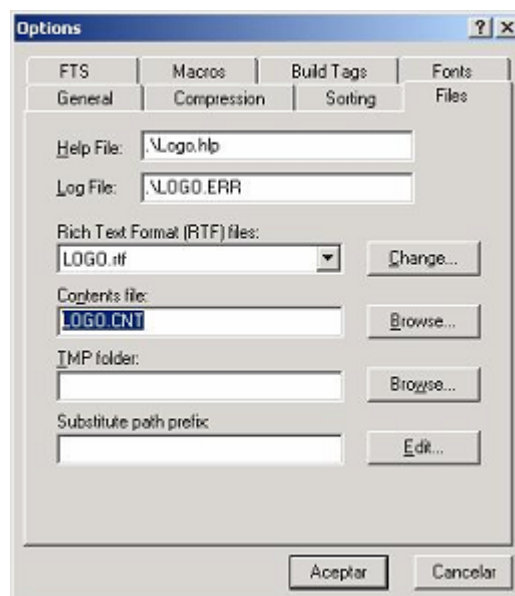 Options
FTS Macros Build Tags Fonts
General Compression Sorting Files
Help File: .\Logo.hlp
Log File: .\LOGO.ERR
Rich Text Format (RTF) files:
LOGO.rtf Change...
Contents file:
LOGO.CNT Browse...
TMP folder:
Browse...
Substitute path prefix:
Edit...
Aceptar Cancelar